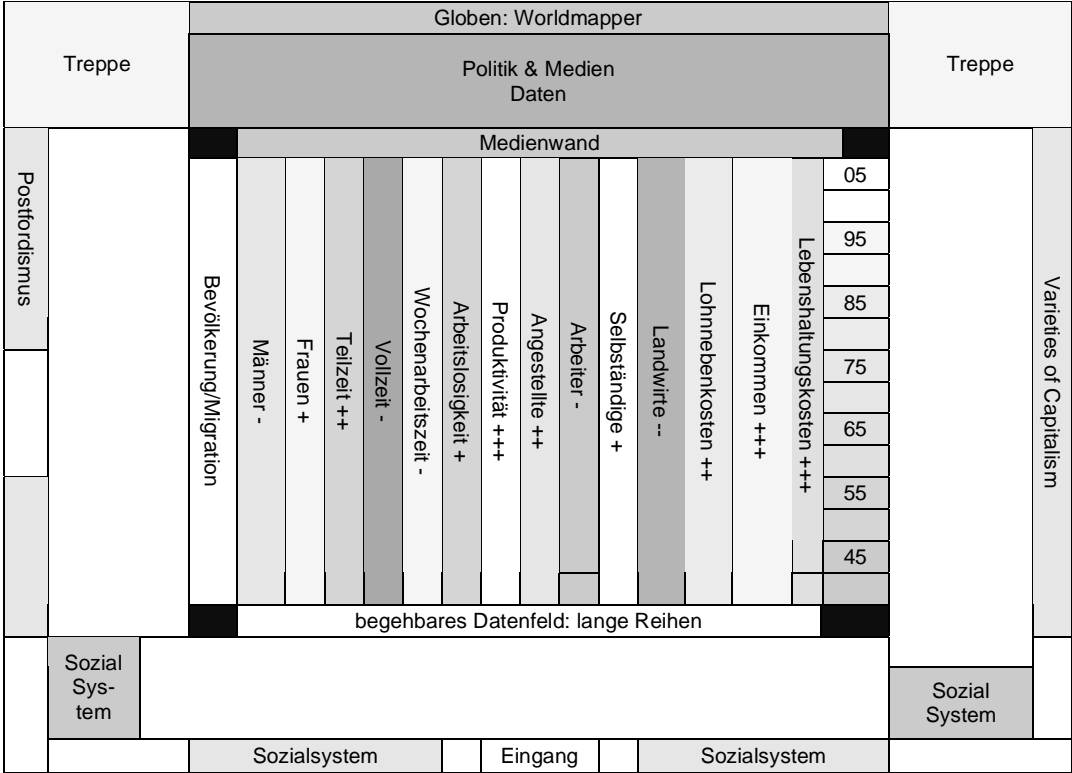 Globen: Worldmapper
Treppe
Politik & Medien
Daten
Treppe
Medienwand
Postfordismus
Bevölkerung/Migration
Männer -
Frauen +
Teilzeit ++
Vollzeit -
Wochenarbeitszeit -
Arbeitslosigkeit +
Produktivität +++
Angestellte ++
Arbeiter -
Selbständige +
Landwirte --
Lohnnebenkosten ++
Einkommen +++
Lebenshaltungskosten +++
05
95
85
75
65
55
45
Varieties of Capitalism
begehbares Datenfeld: lange Reihen
Sozial
Sys-
tem
Sozial
System
Sozialsystem
Eingang
Sozialsystem